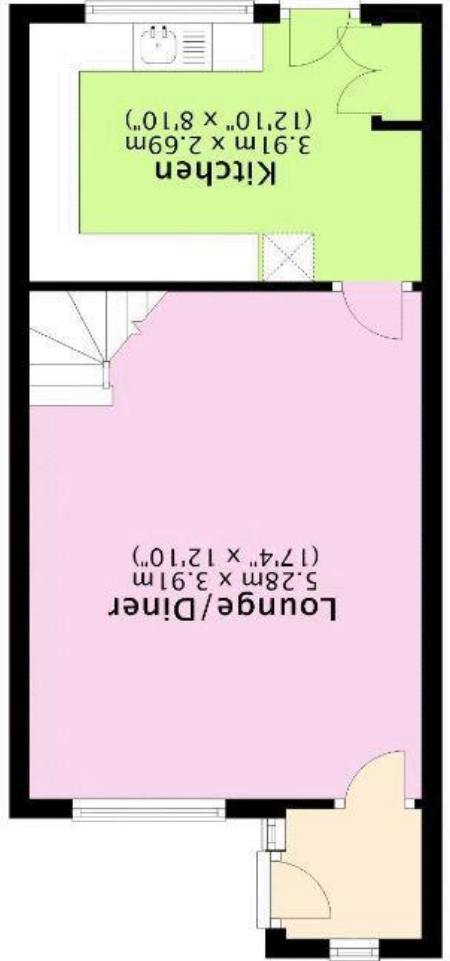 Lounge/Diner
5.28m x 3.91m
(17'4" x 12'10")
Kitchen
3.91m x 2.69m
(12'10" x 8'10")